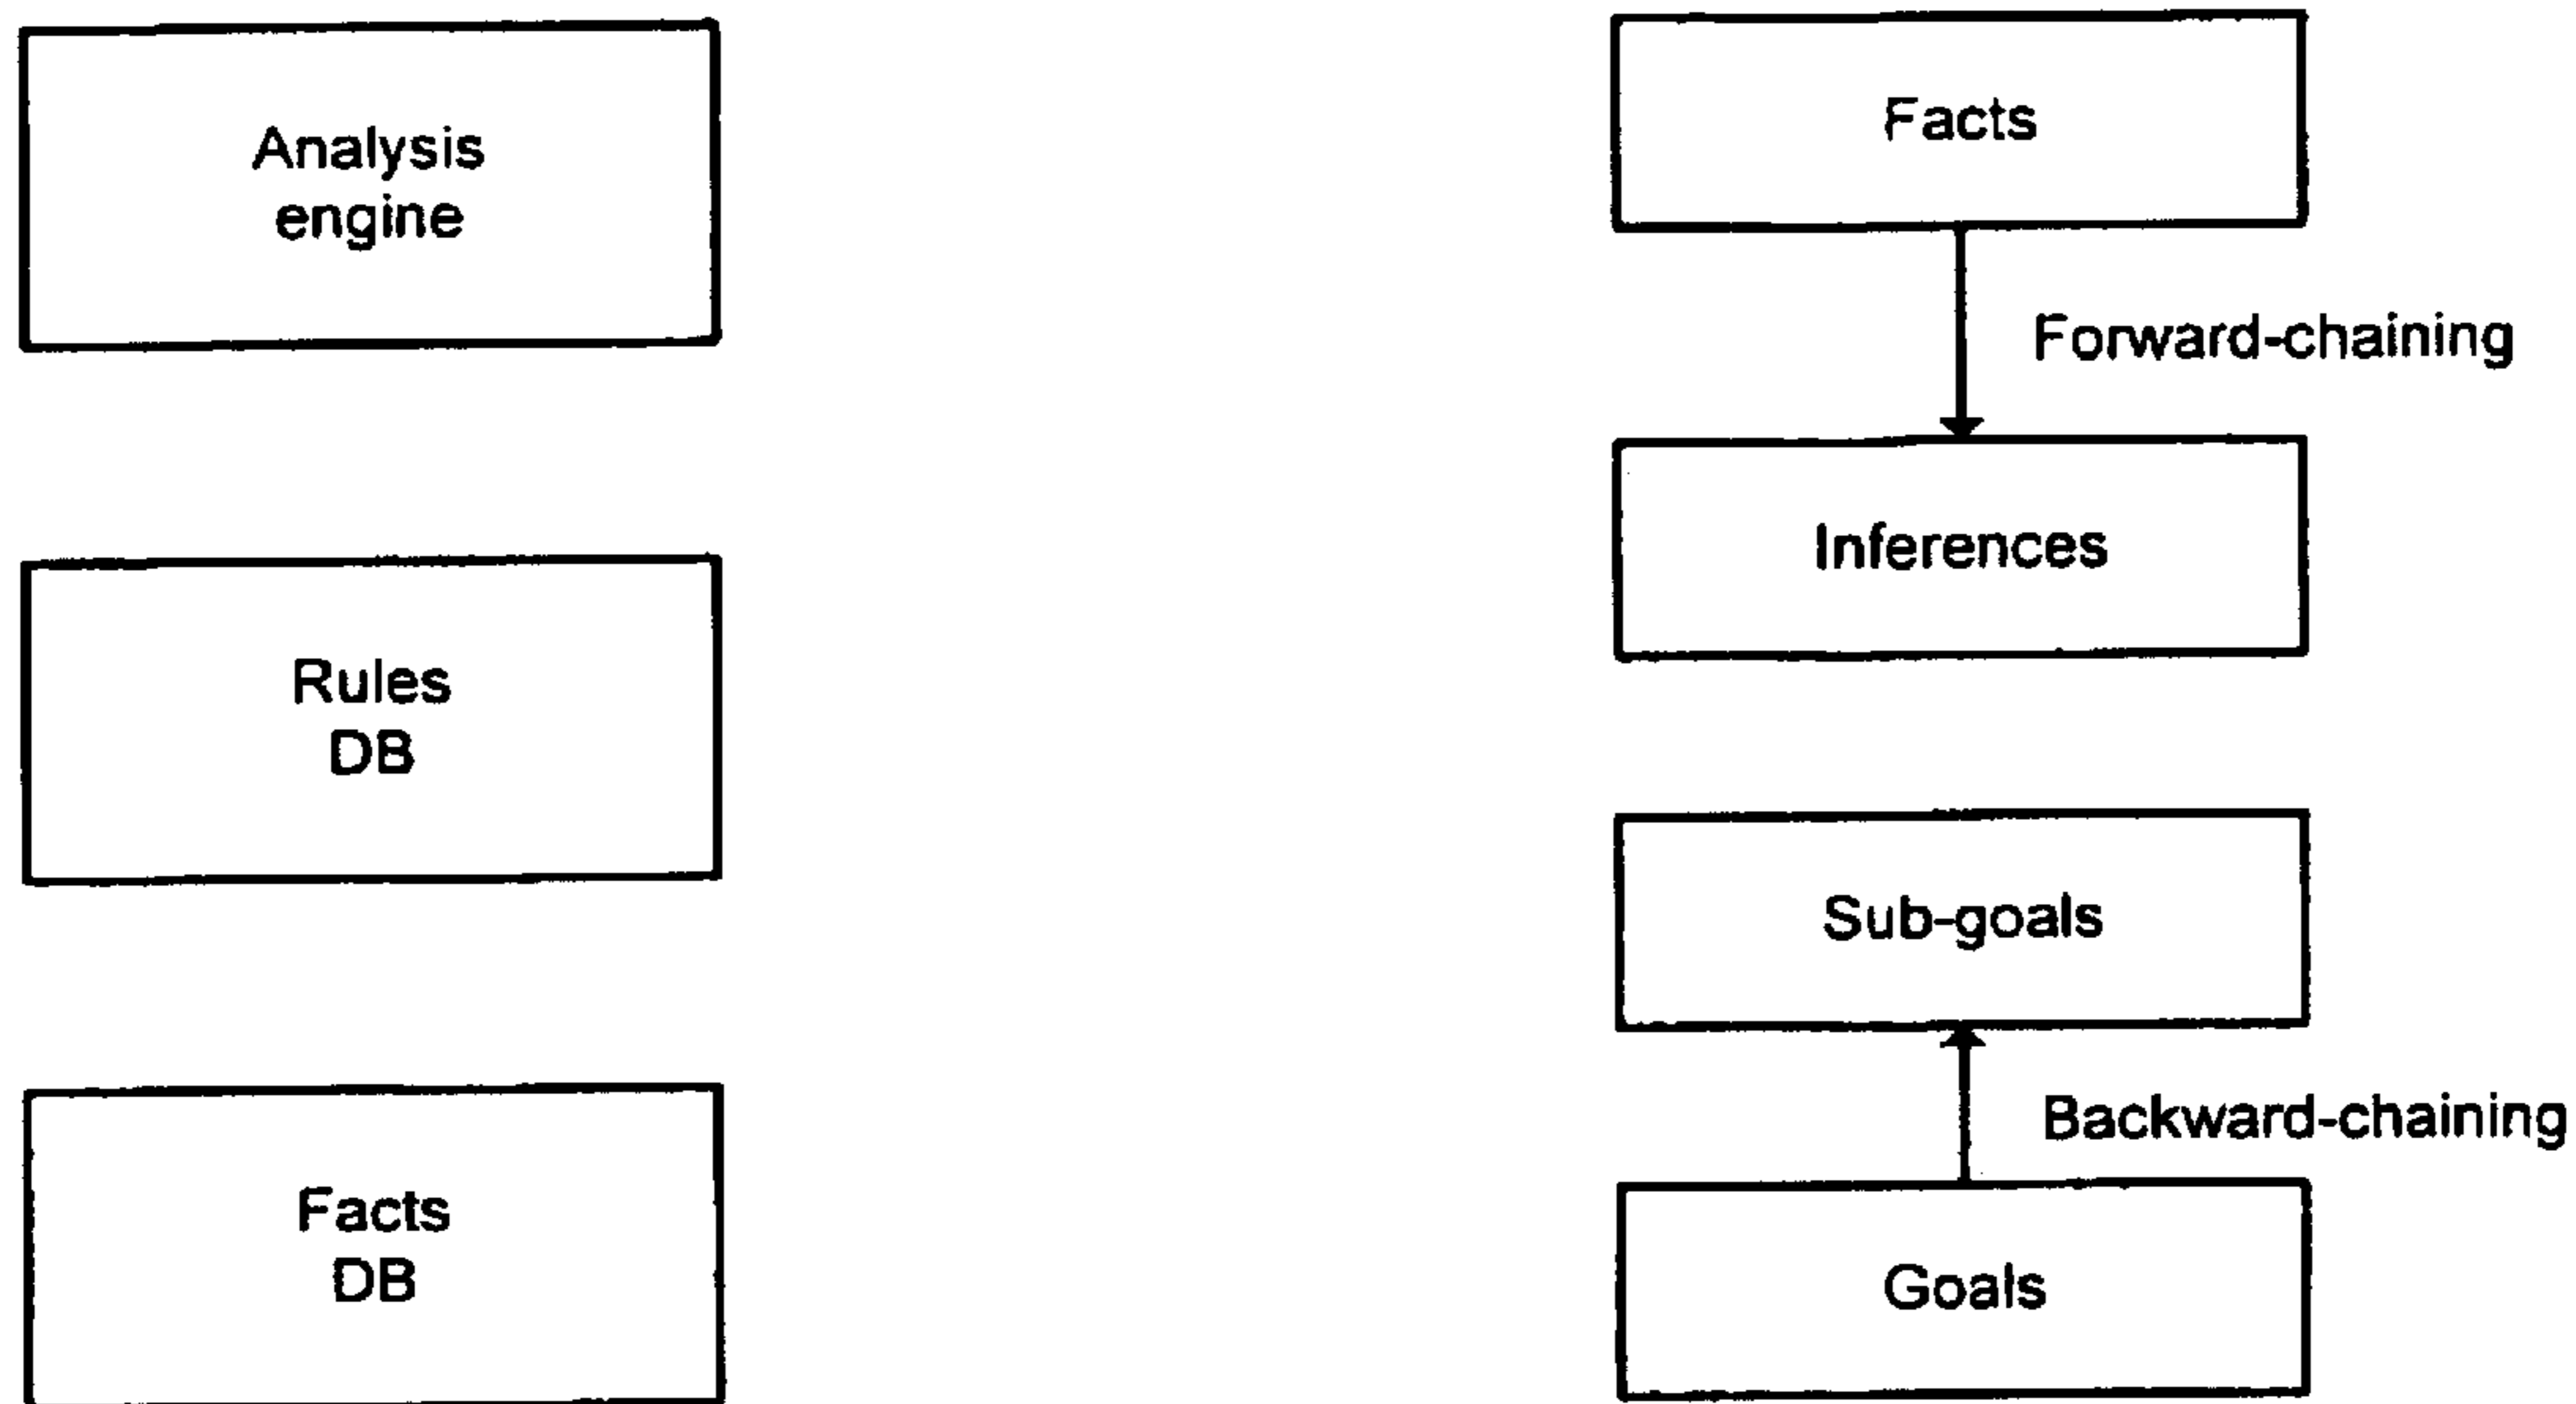 Analysis
engine
Rules
DB
Facts
DB
Facts
Forward-chaining
Inferences
Sub-goals
Backward-chaining
Goals